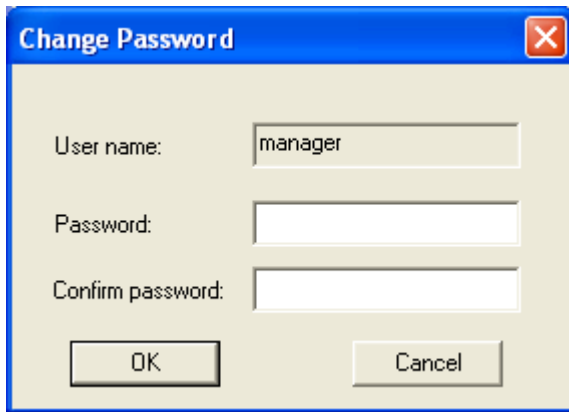 Change Password
User name: manager
Password:
Confirm password:
OK Cancel